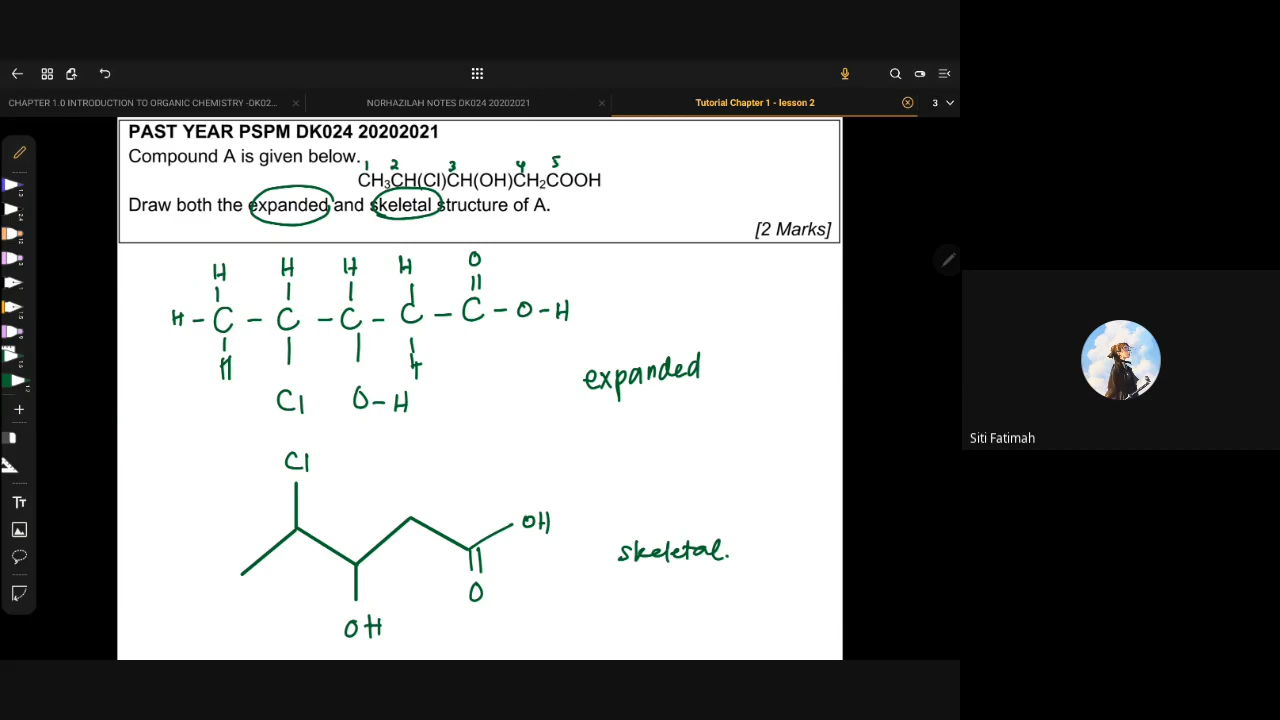 CHAPTER 1.0 INTRODUCTION TO ORGANIC CHEMISTRY -DK02... × NORHAZILAH NOTES DK024 20202021 × Tutorial Chapter 1 - lesson 2 3
PAST YEAR PSPM DK024 20202021
Compound A is given below.
1 2 3 4 5
CH₃CH(Cl)CH(OH)CH₂COOH
Draw both the expanded and skeletal structure of A.
[2 Marks]
H H H H O
H - C - C - C - C - C - O - H
H H
Cl O - H
expanded
Cl
OH
skeletal.
O
OH
Tт
Siti Fatimah